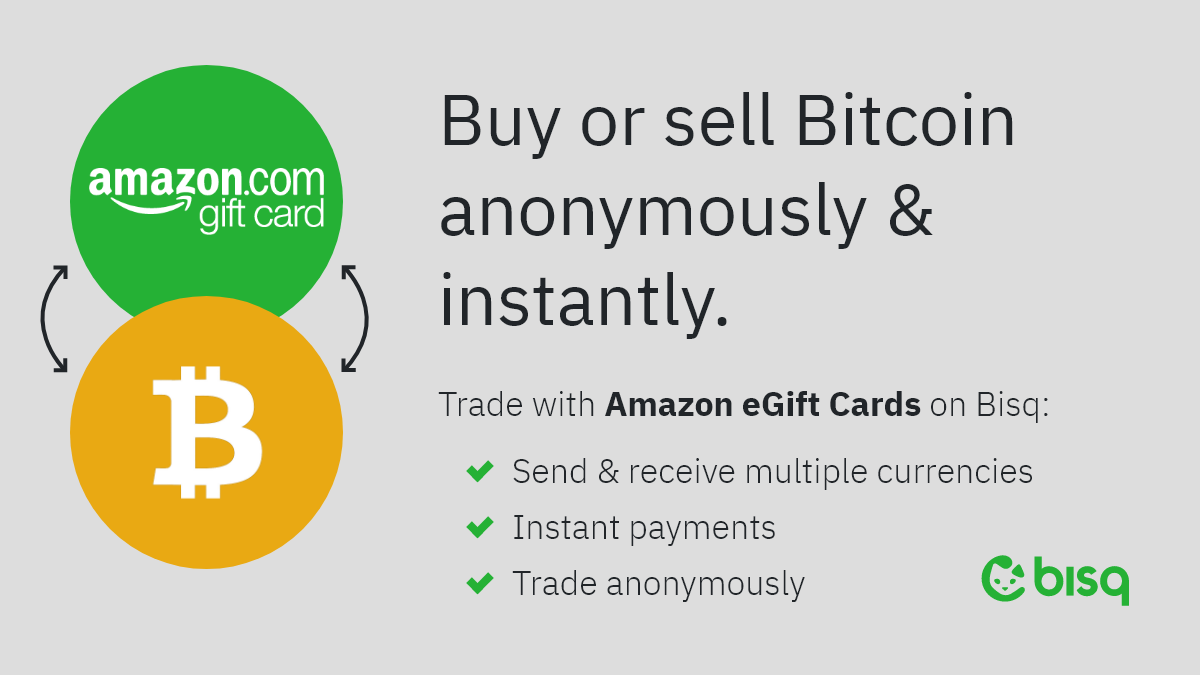 amazon.com
gift card
Buy or sell Bitcoin
anonymously &
instantly.
Trade with Amazon eGift Cards on Bisq:
Send & receive multiple currencies
Instant payments
Trade anonymously
bisq